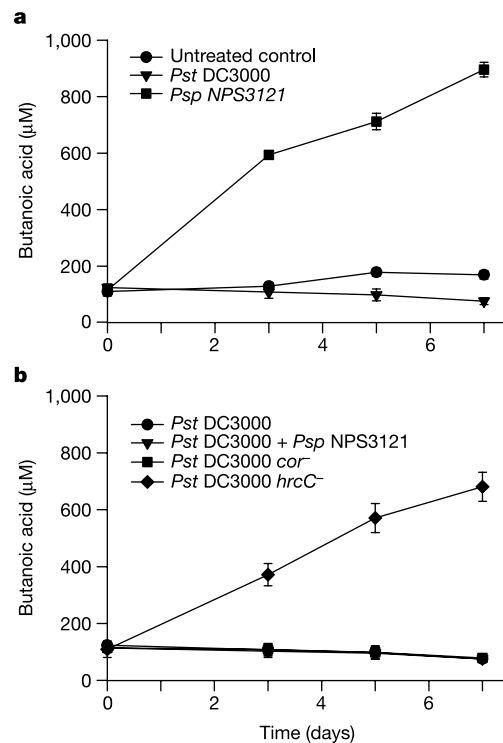 a
1,000
800
600
400
200
0
Butanoic acid (μM)
Untreated control
Pst DC3000
Psp NPS3121
0 2 4 6
b
1,000
800
600
400
200
0
Butanoic acid (μM)
Pst DC3000
Pst DC3000 + Psp NPS3121
Pst DC3000 cor⁻
Pst DC3000 hrcC⁻
0 2 4 6
Time (days)